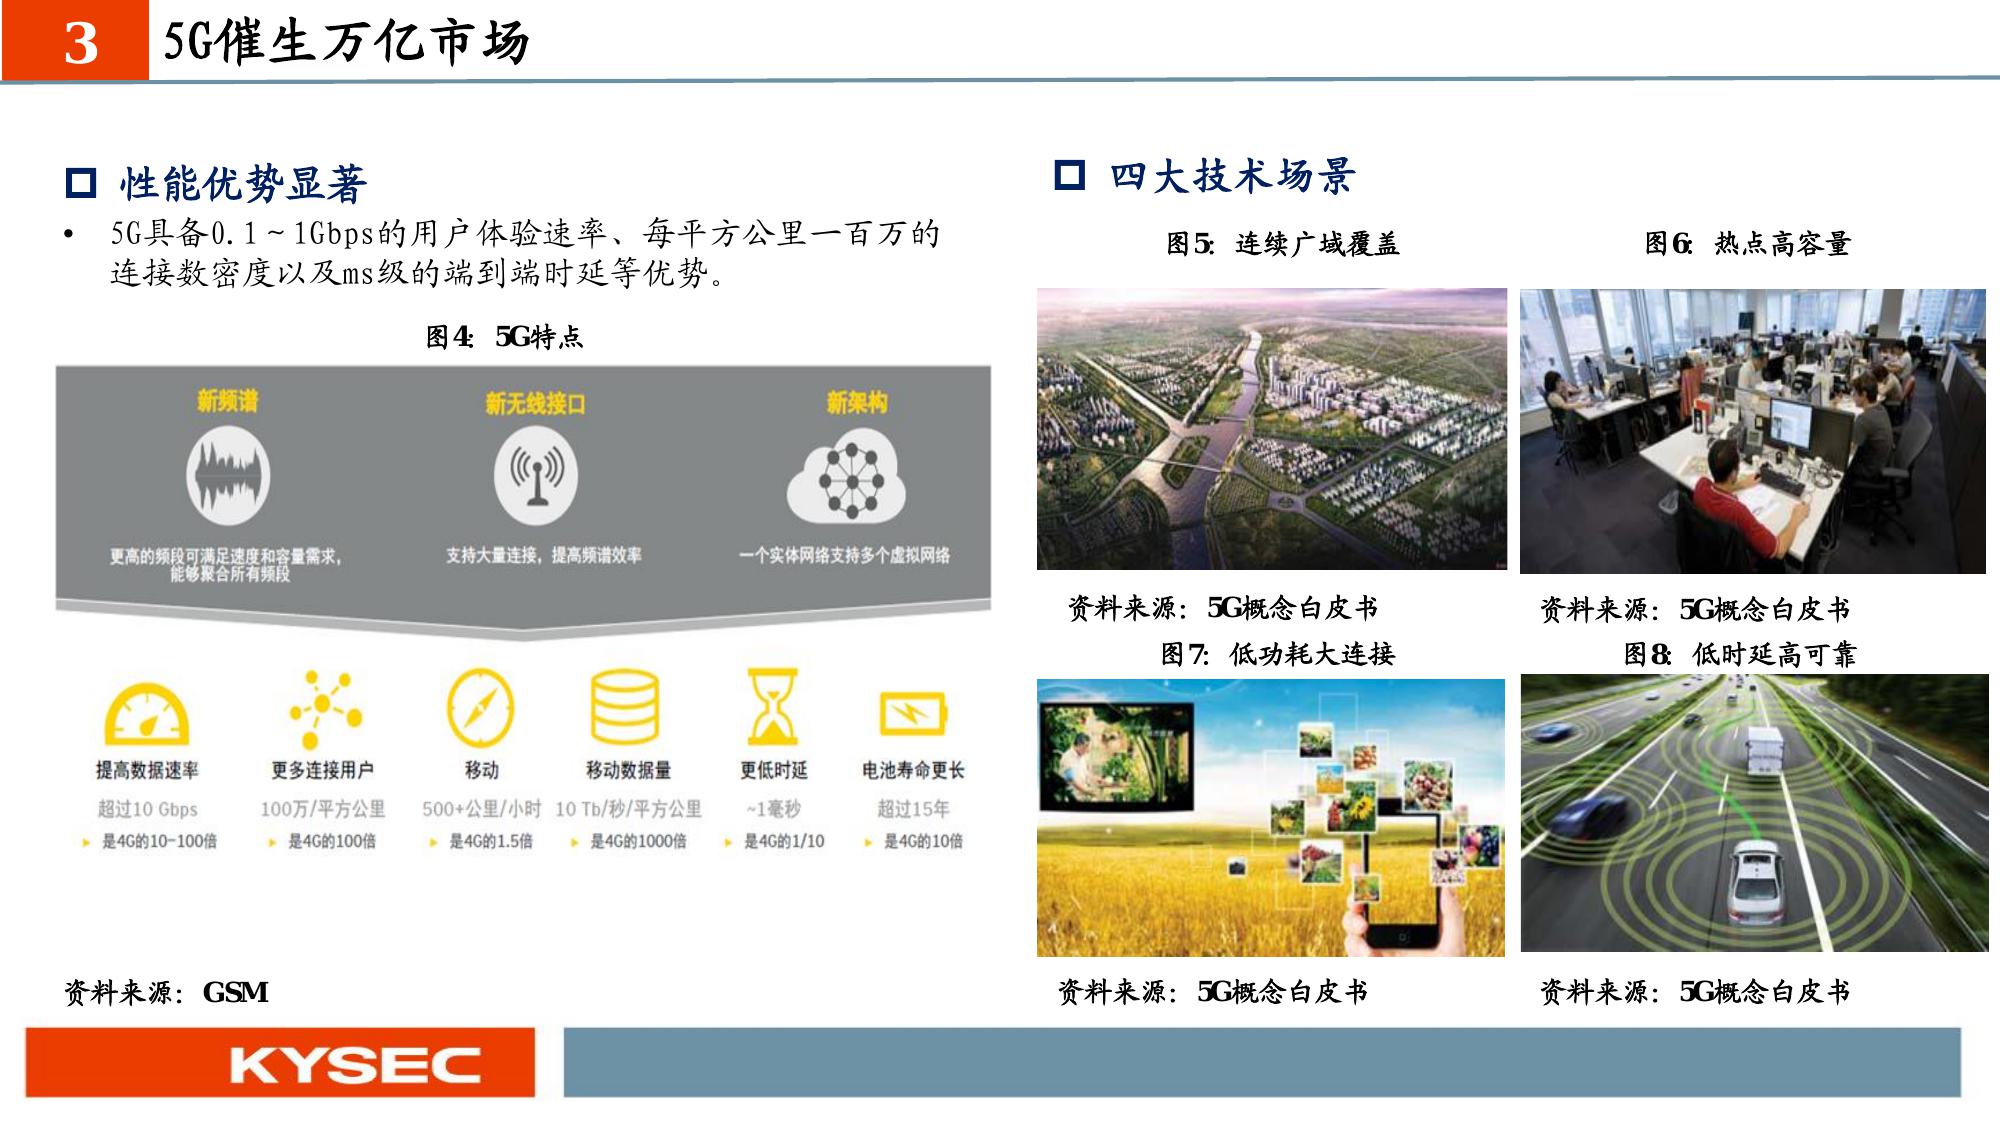 3
5G催生万亿市场
性能优势显著
• 5G具备0.1~1Gbps的用户体验速率、每平方公里一百万的
连接数密度以及ms级的端到端时延等优势。
图4: 5G特点
新频谱
新无线接口
新架构
更高的频段可满足速度和容量需求,
能够聚合所有频段
支持大量连接, 提高频谱效率
一个实体网络支持多个虚拟网络
提高数据速率
更多连接用户
移动
移动数据量
更低时延
电池寿命更长
超过10 Gbps
100万/平方公里
500+公里/小时
10 Tb/秒/平方公里
~1毫秒
超过15年
是4G的10-100倍
是4G的100倍
是4G的1.5倍
是4G的1000倍
是4G的1/10
是4G的10倍
资料来源: GSM
四大技术场景
图5: 连续广域覆盖
图6: 热点高容量
资料来源: 5G概念白皮书
资料来源: 5G概念白皮书
图7: 低功耗大连接
图8: 低时延高可靠
资料来源: 5G概念白皮书
资料来源: 5G概念白皮书
KYSEC